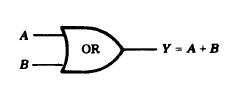 A
OR
Y = A + B
B